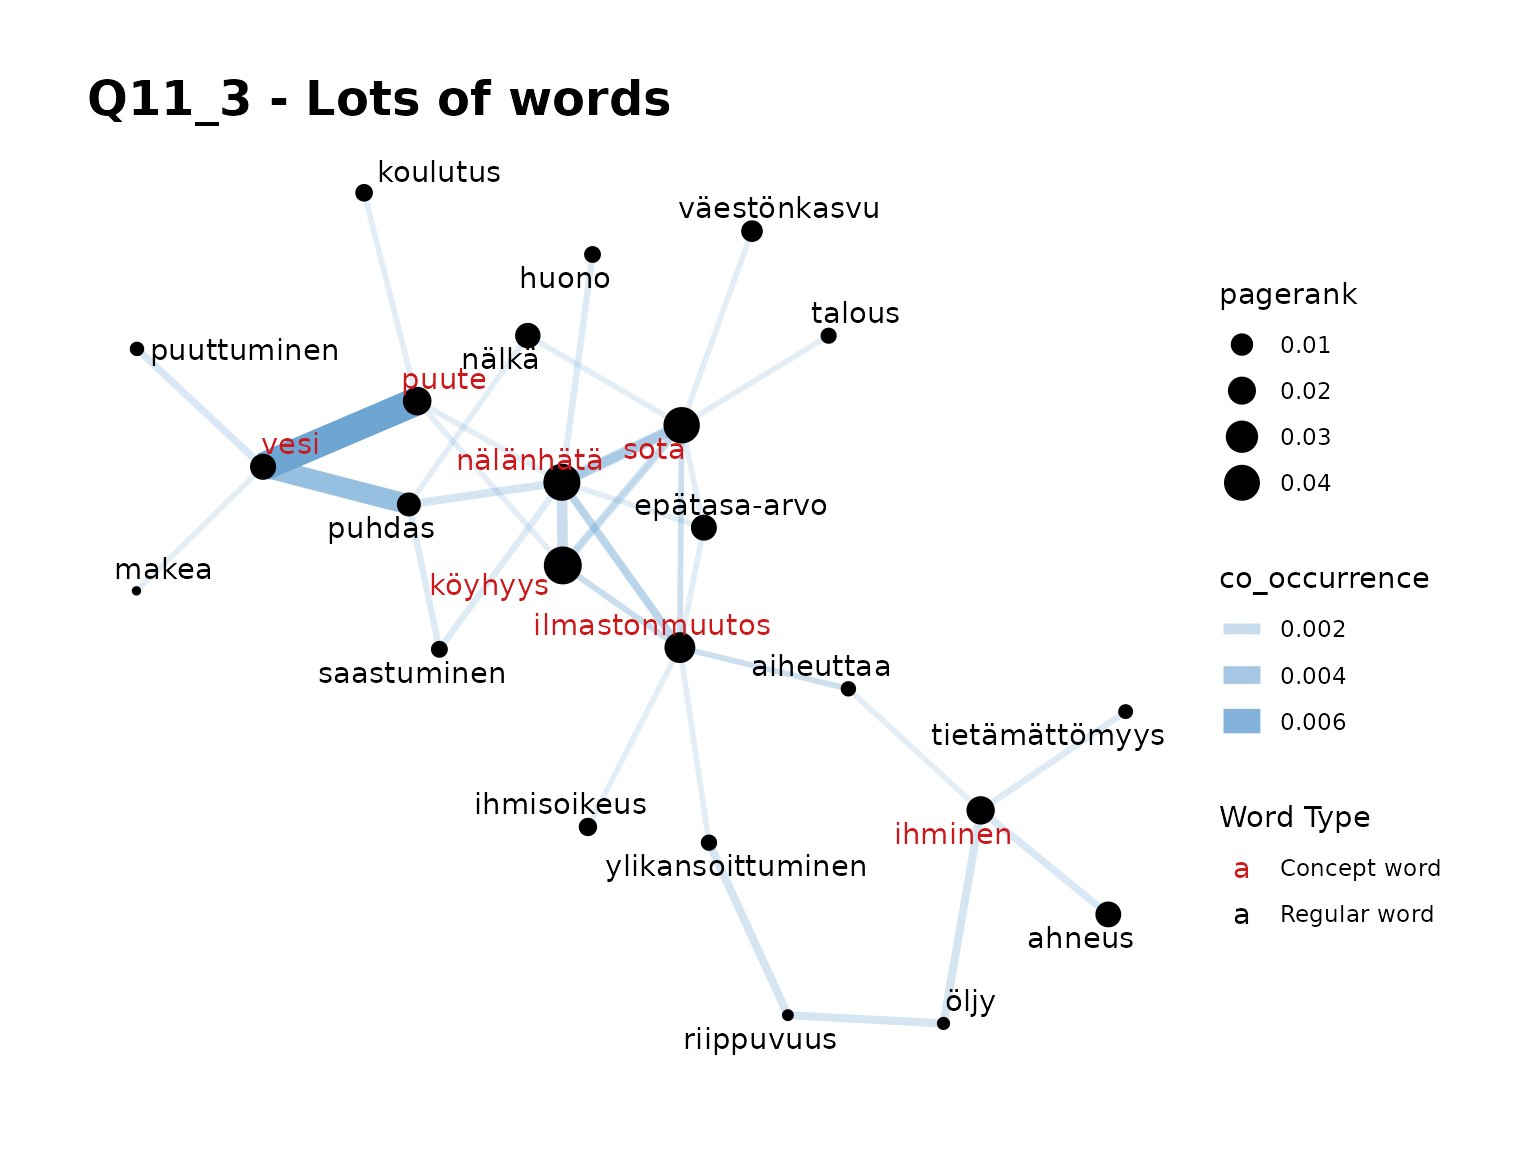 Q11_3 - Lots of words
koulutus
väestönkasvu
huono
talous
puuttuminen
nälkä
puute
vesi
sota
nälänhätä
epätasa-arvo
puhdas
makea
köyhyys
ilmastonmuutos
aiheuttaa
saastuminen
tietämättömyys
ihmisoikeus
ihminen
ylikansoittuminen
ahneus
öljy
riippuvuus
pagerank
0.01
0.02
0.03
0.04
co_occurrence
0.002
0.004
0.006
Word Type
a Concept word
a Regular word